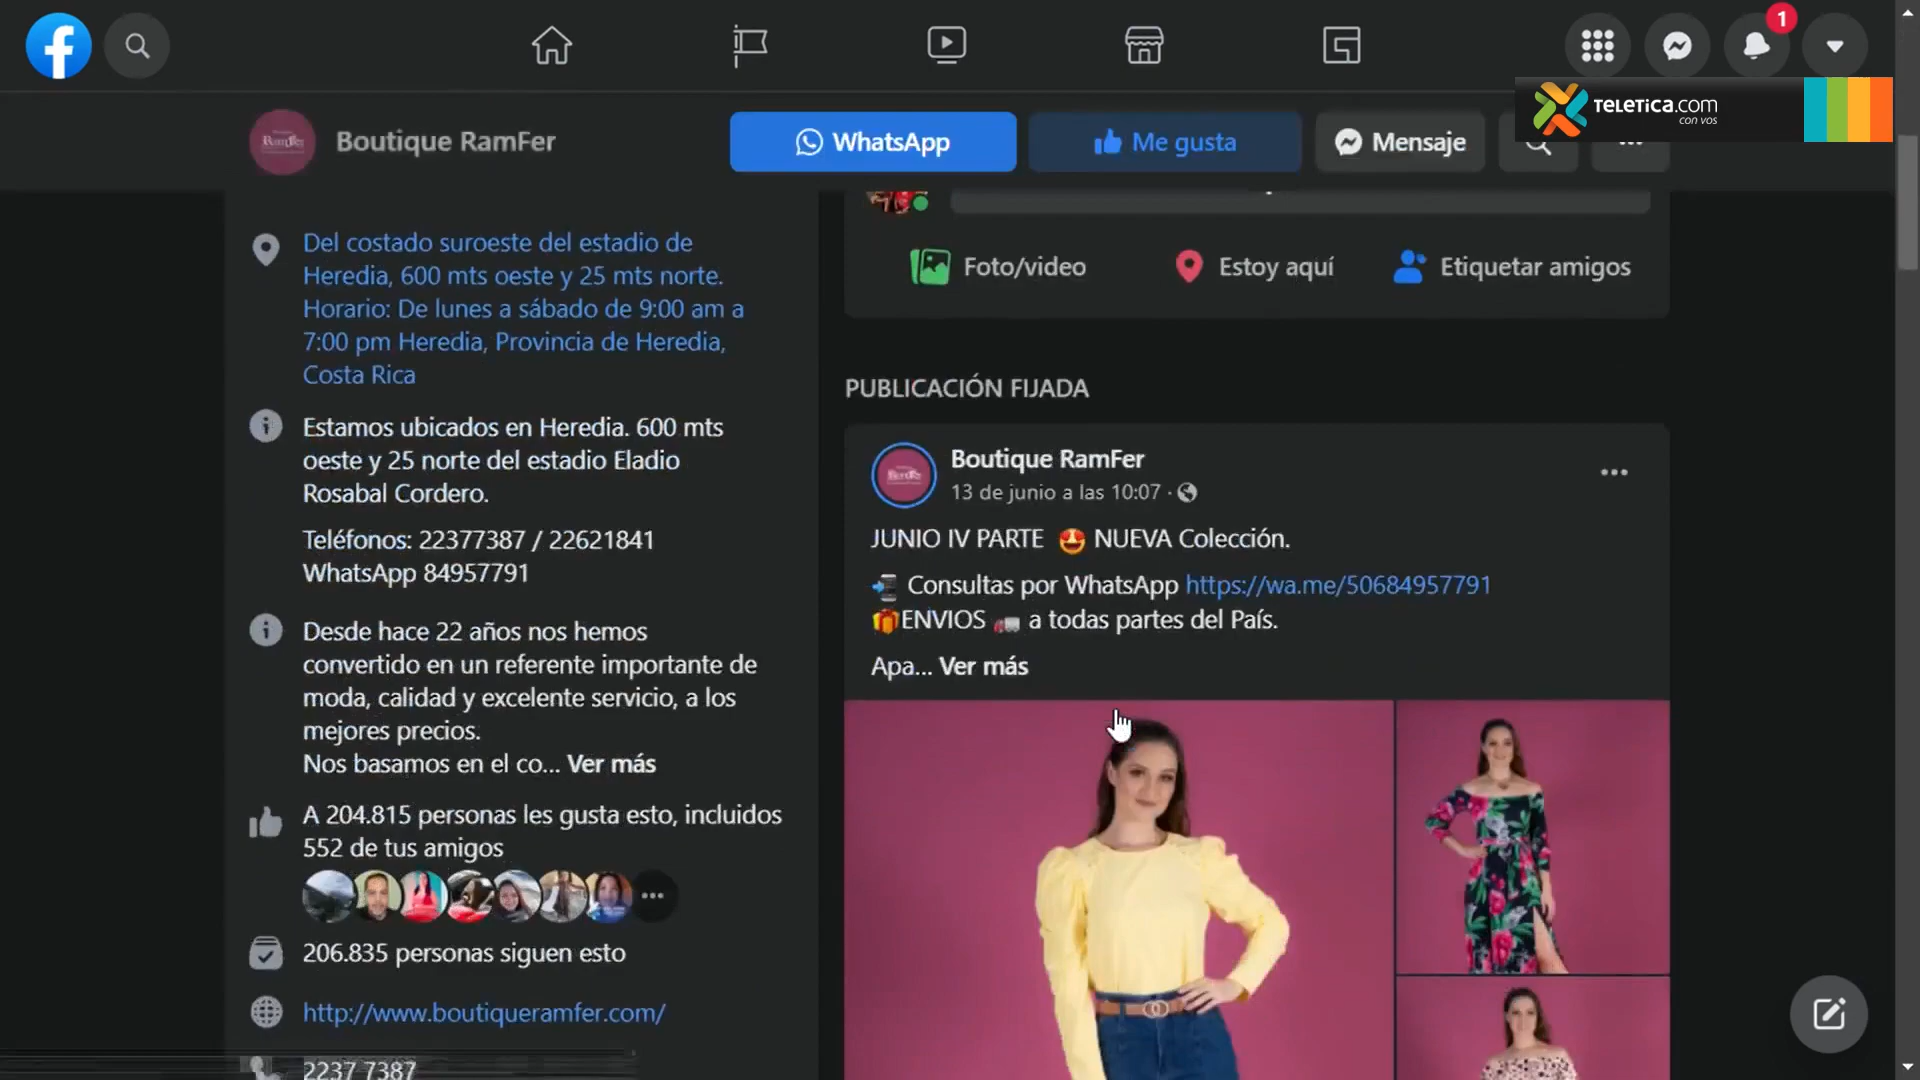 1
TELETICA.com
con vos
RamFer
Boutique RamFer
WhatsApp
Me gusta
Mensaje
Del costado suroeste del estadio de
Heredia, 600 mts oeste y 25 mts norte.
Horario: De lunes a sábado de 9:00 am a
7:00 pm Heredia, Provincia de Heredia,
Costa Rica
Estamos ubicados en Heredia. 600 mts
oeste y 25 norte del estadio Eladio
Rosabal Cordero.
Teléfonos: 22377387 / 22621841
WhatsApp 84957791
Desde hace 22 años nos hemos
convertido en un referente importante de
moda, calidad y excelente servicio, a los
mejores precios.
Nos basamos en el co... Ver más
A 204.815 personas les gusta esto, incluidos
552 de tus amigos
206.835 personas siguen esto
http://www.boutiqueramfer.com/
2237 7387
Foto/video
Estoy aquí
Etiquetar amigos
PUBLICACIÓN FIJADA
Boutique RamFer
13 de junio a las 10:07 ·
JUNIO IV PARTE 🤩 NUEVA Colección.
📲 Consultas por WhatsApp https://wa.me/50684957791
🎁ENVIOS 🚛 a todas partes del País.
Apa... Ver más